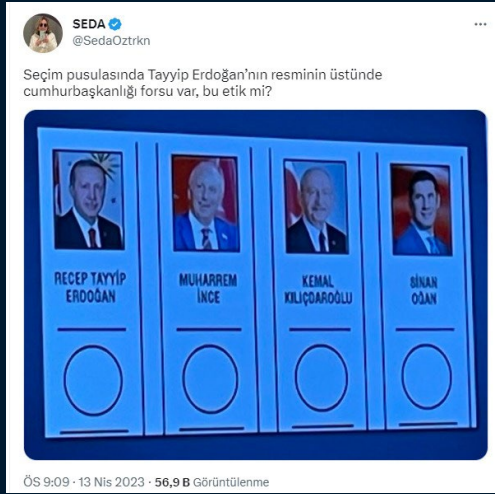 SEDA
@SedaOztrkn
Seçim pusulasında Tayyip Erdoğan’nın resminin üstünde
cumhurbaşkanlığı forsu var, bu etik mi?
RECEP TAYYİP
ERDOĞAN
MUHARREM
İNCE
KEMAL
KILIÇDAROĞLU
SİNAN
OĞAN
ÖS 9:09 · 13 Nis 2023 · 56,9 B Görüntülenme